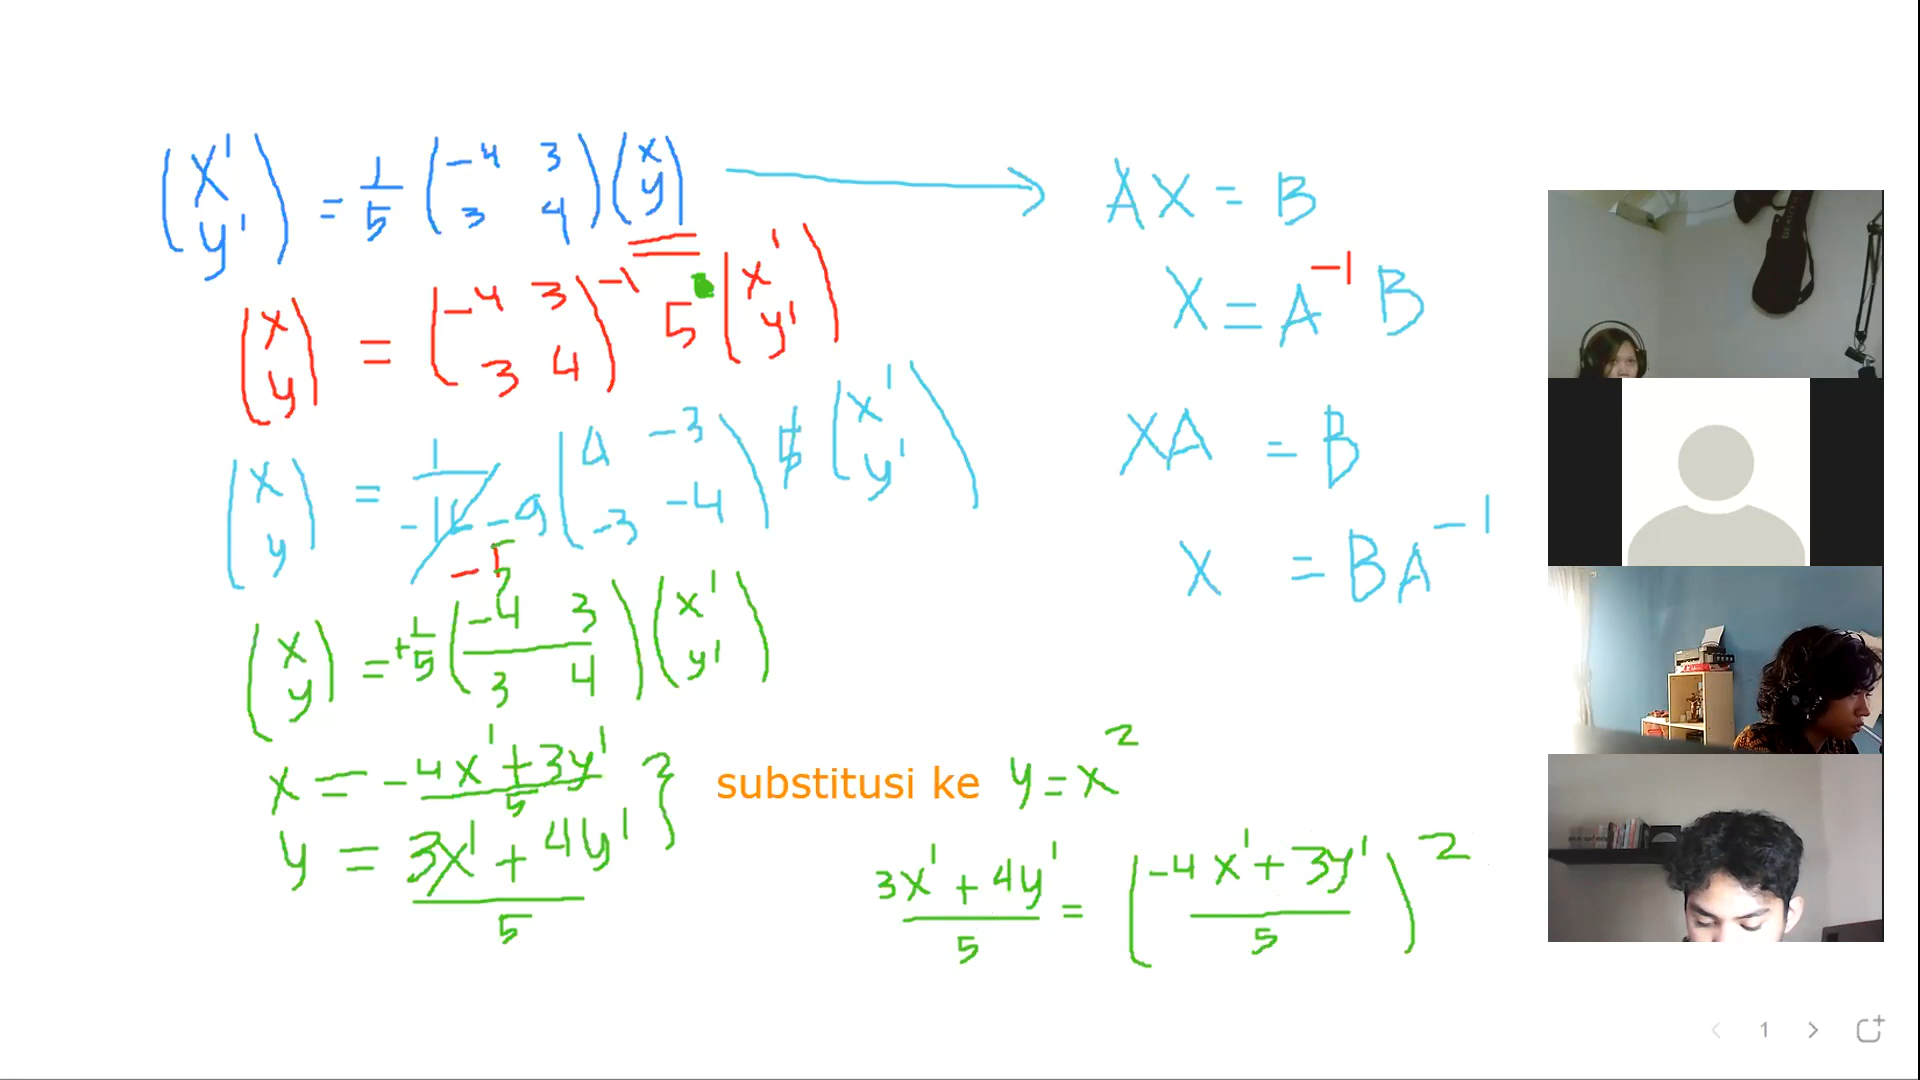 (x' y') = 1/5 (-4 3 3 4) (x y)
(x y) = (-4 3 3 4)^-1 5 (x' y')
(x y) = 1/-16-9 (4 -3 -3 -4) 5 (x' y')
-5
(x y) = +1/5 (-4 3 3 4) (x' y')
x = -4x' + 3y' / 5
y = 3x' + 4y' / 5
AX = B
X = A^-1 B
XA = B
X = BA^-1
substitusi ke y = x^2
3x' + 4y' / 5 = (-4x' + 3y' / 5)^2
1